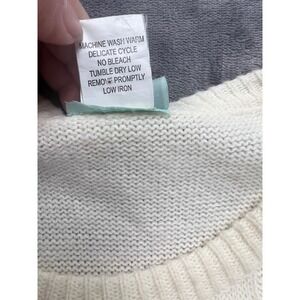 MACHINE WASH WARM
DELICATE CYCLE
NO BLEACH
TUMBLE DRY LOW
REMOVE PROMPTLY
LOW IRON